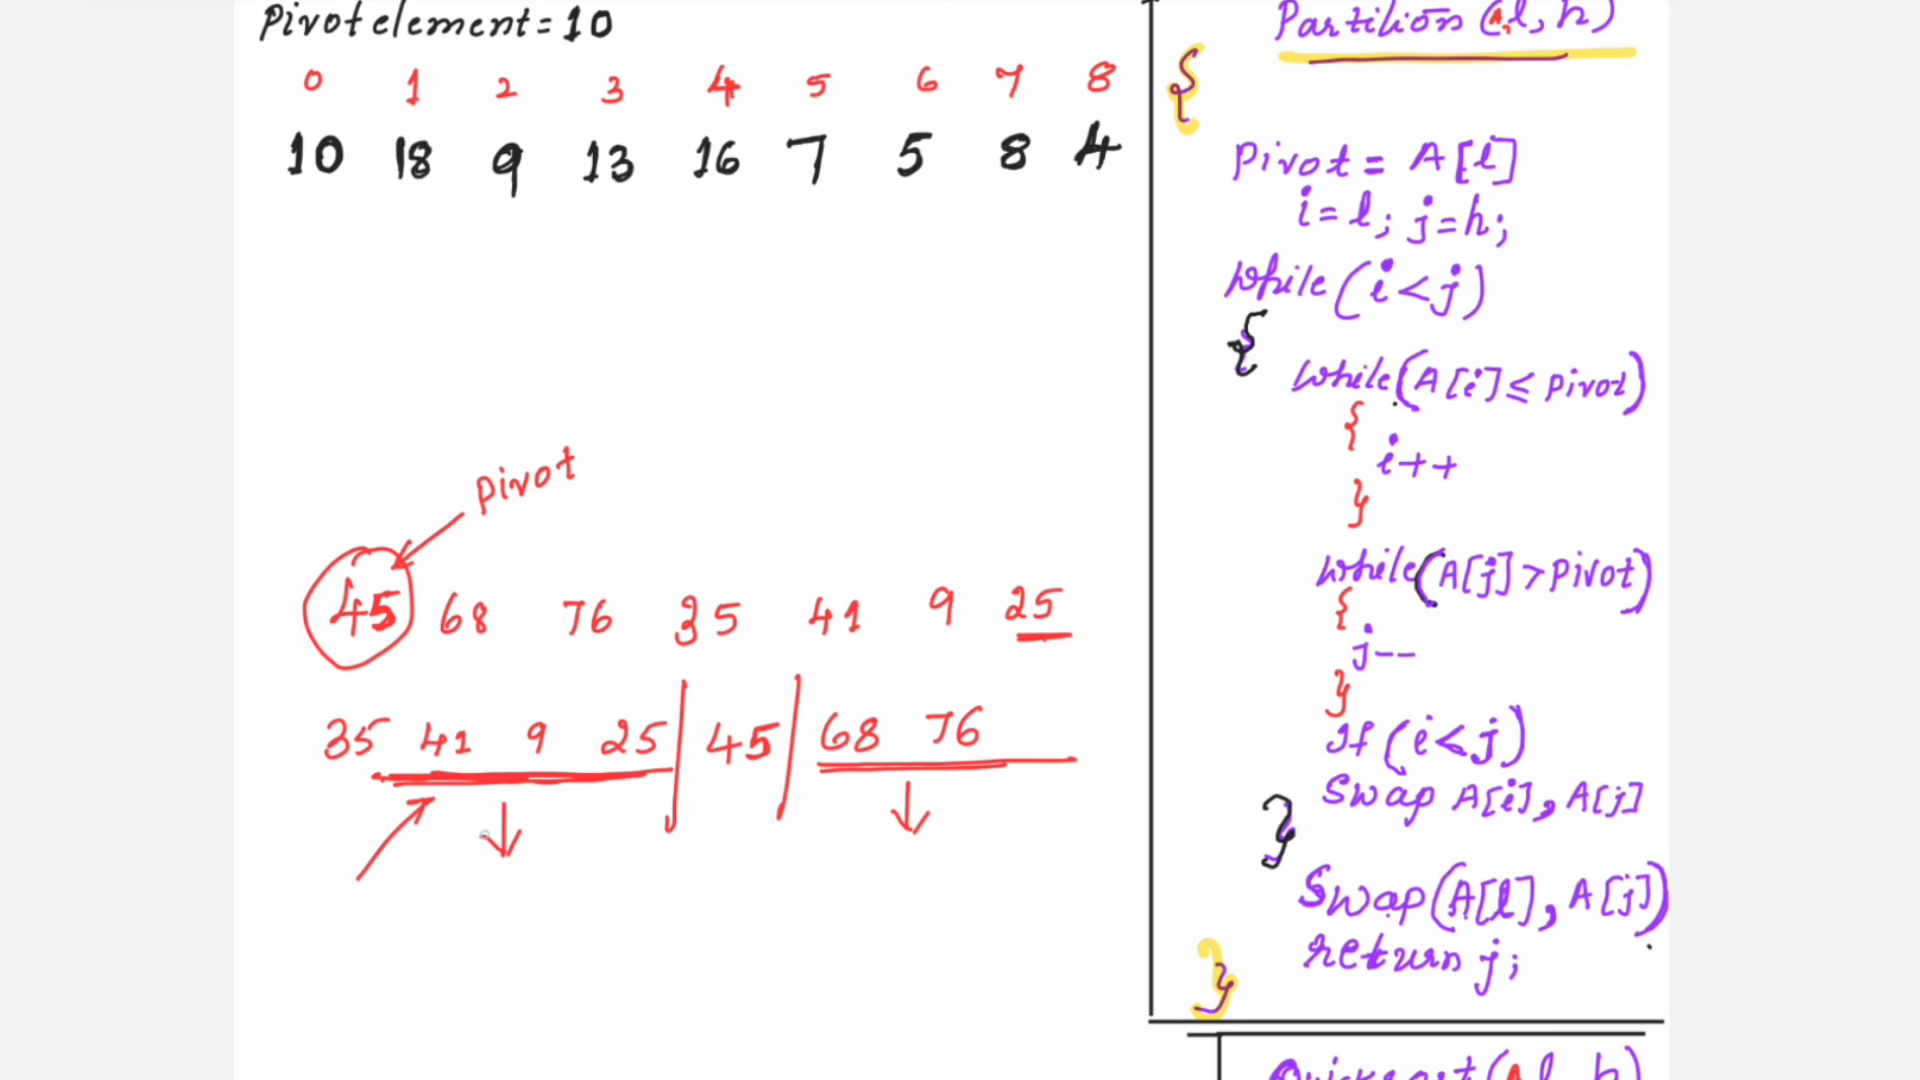 Pivot element = 10
0 1 2 3 4 5 6 7 8
10 18 9 13 16 7 5 8 4
pivot
45 68 76 35 41 9 25
35 41 9 25 | 45 | 68 76
Partition (A, l, h)
{
Pivot = A[l]
i = l; j = h;
While (i < j)
{
While (A[i] ≤ pivot)
{
i++
}
While (A[j] > pivot)
{
j--
}
If (i < j)
Swap A[i], A[j]
}
Swap (A[l], A[j])
return j;
}
Quicksort (A, l, h)